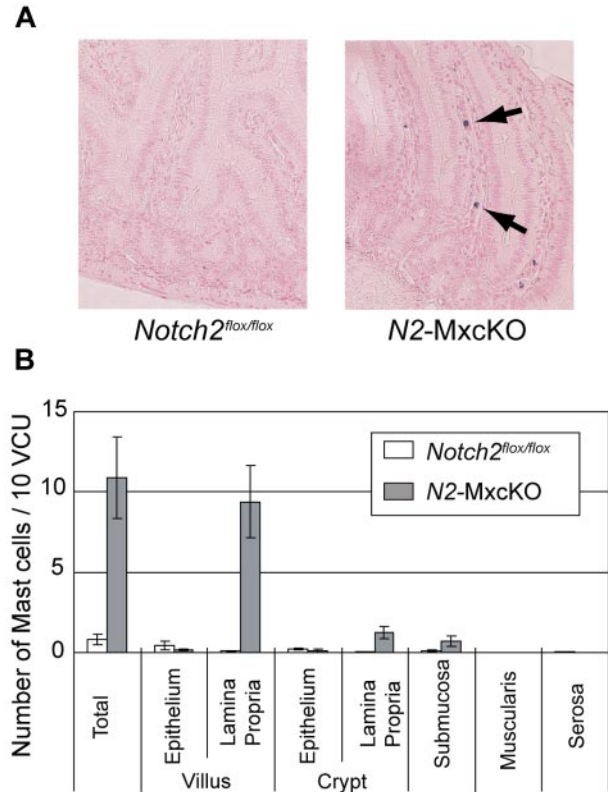 A
Notch2flox/flox
N2-MxcKO
B
Number of Mast cells / 10 VCU
15
10
5
0
Notch2flox/flox
N2-MxcKO
Total
Epithelium
Lamina
Propria
Epithelium
Lamina
Propria
Submucosa
Muscularis
Serosa
Villus
Crypt